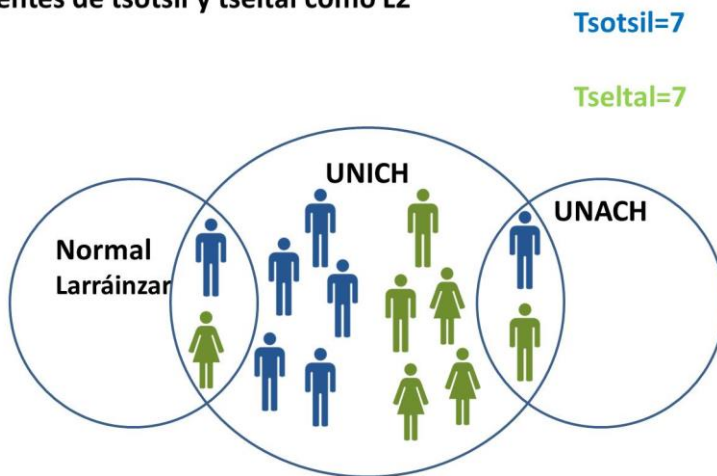 de tsotsil y tseltal como L2
Tsotsil=7
Tseltal=7
UNICH
UNACH
Normal
Larráinzar